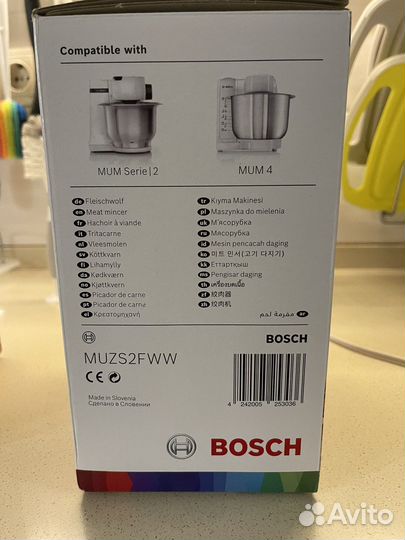 Compatible with
MUM Serie | 2
MUM 4
de Fleischwolf
en Meat mincer
fr Hachoir à viande
it Tritacarne
nl Vleesmolen
sv Köttkvarn
fi Lihamylly
da Kødkværn
no Kjøttkvern
es Picador de carne
pt Picador de carne
el Κρεατομηχανή
tr Kıyma Makinesi
pl Maszynka do mielenia
uk М'ясорубка
ru Мясорубка
id Mesin pencacah daging
ko 미트 민서(고기 다지기)
kk Еттартқыш
ms Pengisar daging
th เครื่องบดเนื้อ
zf 絞肉器
zh 绞肉机
مفرمة لحم ar
BOSCH
MUZS2FWW
CE
Made in Slovenia
Сделано в Словении
4 242005 253036
BOSCH
Avito